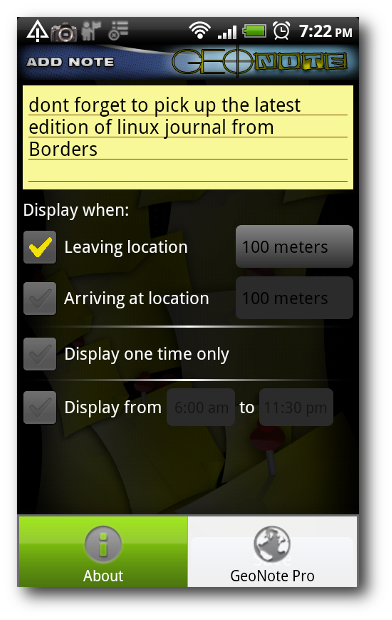 7:22 PM
ADD NOTE
GEONOTE
dont forget to pick up the latest
edition of linux journal from
Borders
Display when:
Leaving location 100 meters
Arriving at location 100 meters
Display one time only
Display from 6:00 am to 11:30 pm
About GeoNote Pro